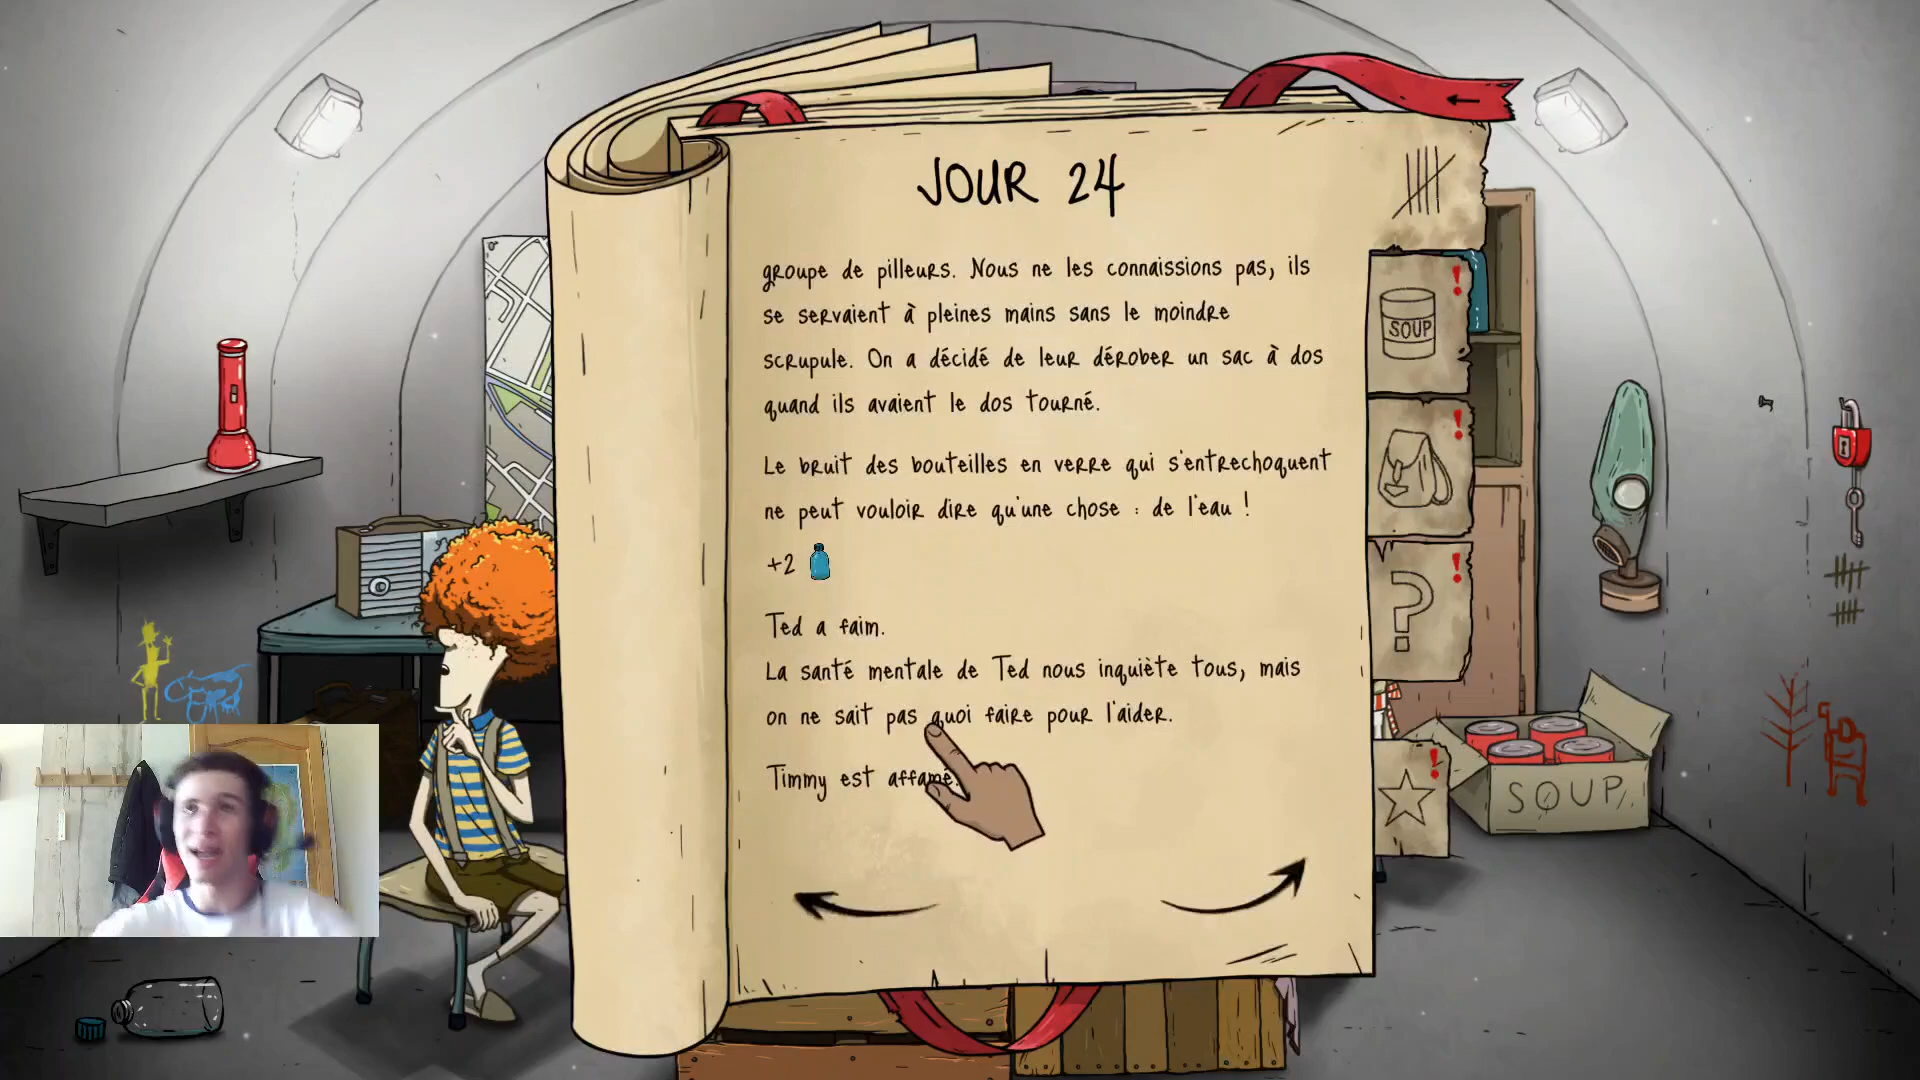 JOUR 24
groupe de pilleurs. Nous ne les connaissions pas, ils
se servaient à pleines mains sans le moindre
scrupule. On a décidé de leur dérober un sac à dos
quand ils avaient le dos tourné.
Le bruit des bouteilles en verre qui s'entrechoquent
ne peut vouloir dire qu'une chose : de l'eau !
+2
Ted a faim.
La santé mentale de Ted nous inquiète tous, mais
on ne sait pas quoi faire pour l'aider.
Timmy est affamé.
SOUP
!
!
?
!
!
SOUP